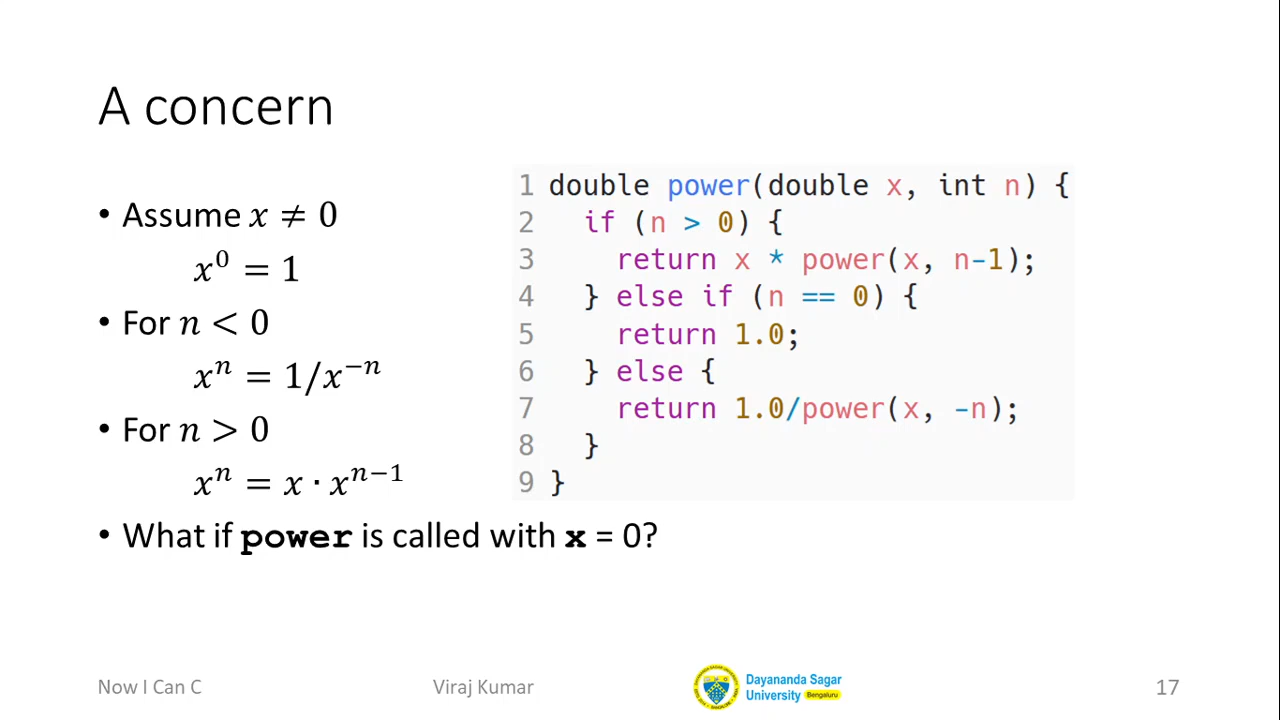 A concern
• Assume x ≠ 0
x⁰ = 1
• For n < 0
xⁿ = 1/x⁻ⁿ
• For n > 0
xⁿ = x · xⁿ⁻¹
• What if power is called with x = 0?
1 double power(double x, int n) {
2   if (n > 0) {
3     return x * power(x, n-1);
4   } else if (n == 0) {
5     return 1.0;
6   } else {
7     return 1.0/power(x, -n);
8   }
9 }
Now I Can C
Viraj Kumar
Dayananda Sagar
University Bengaluru
17